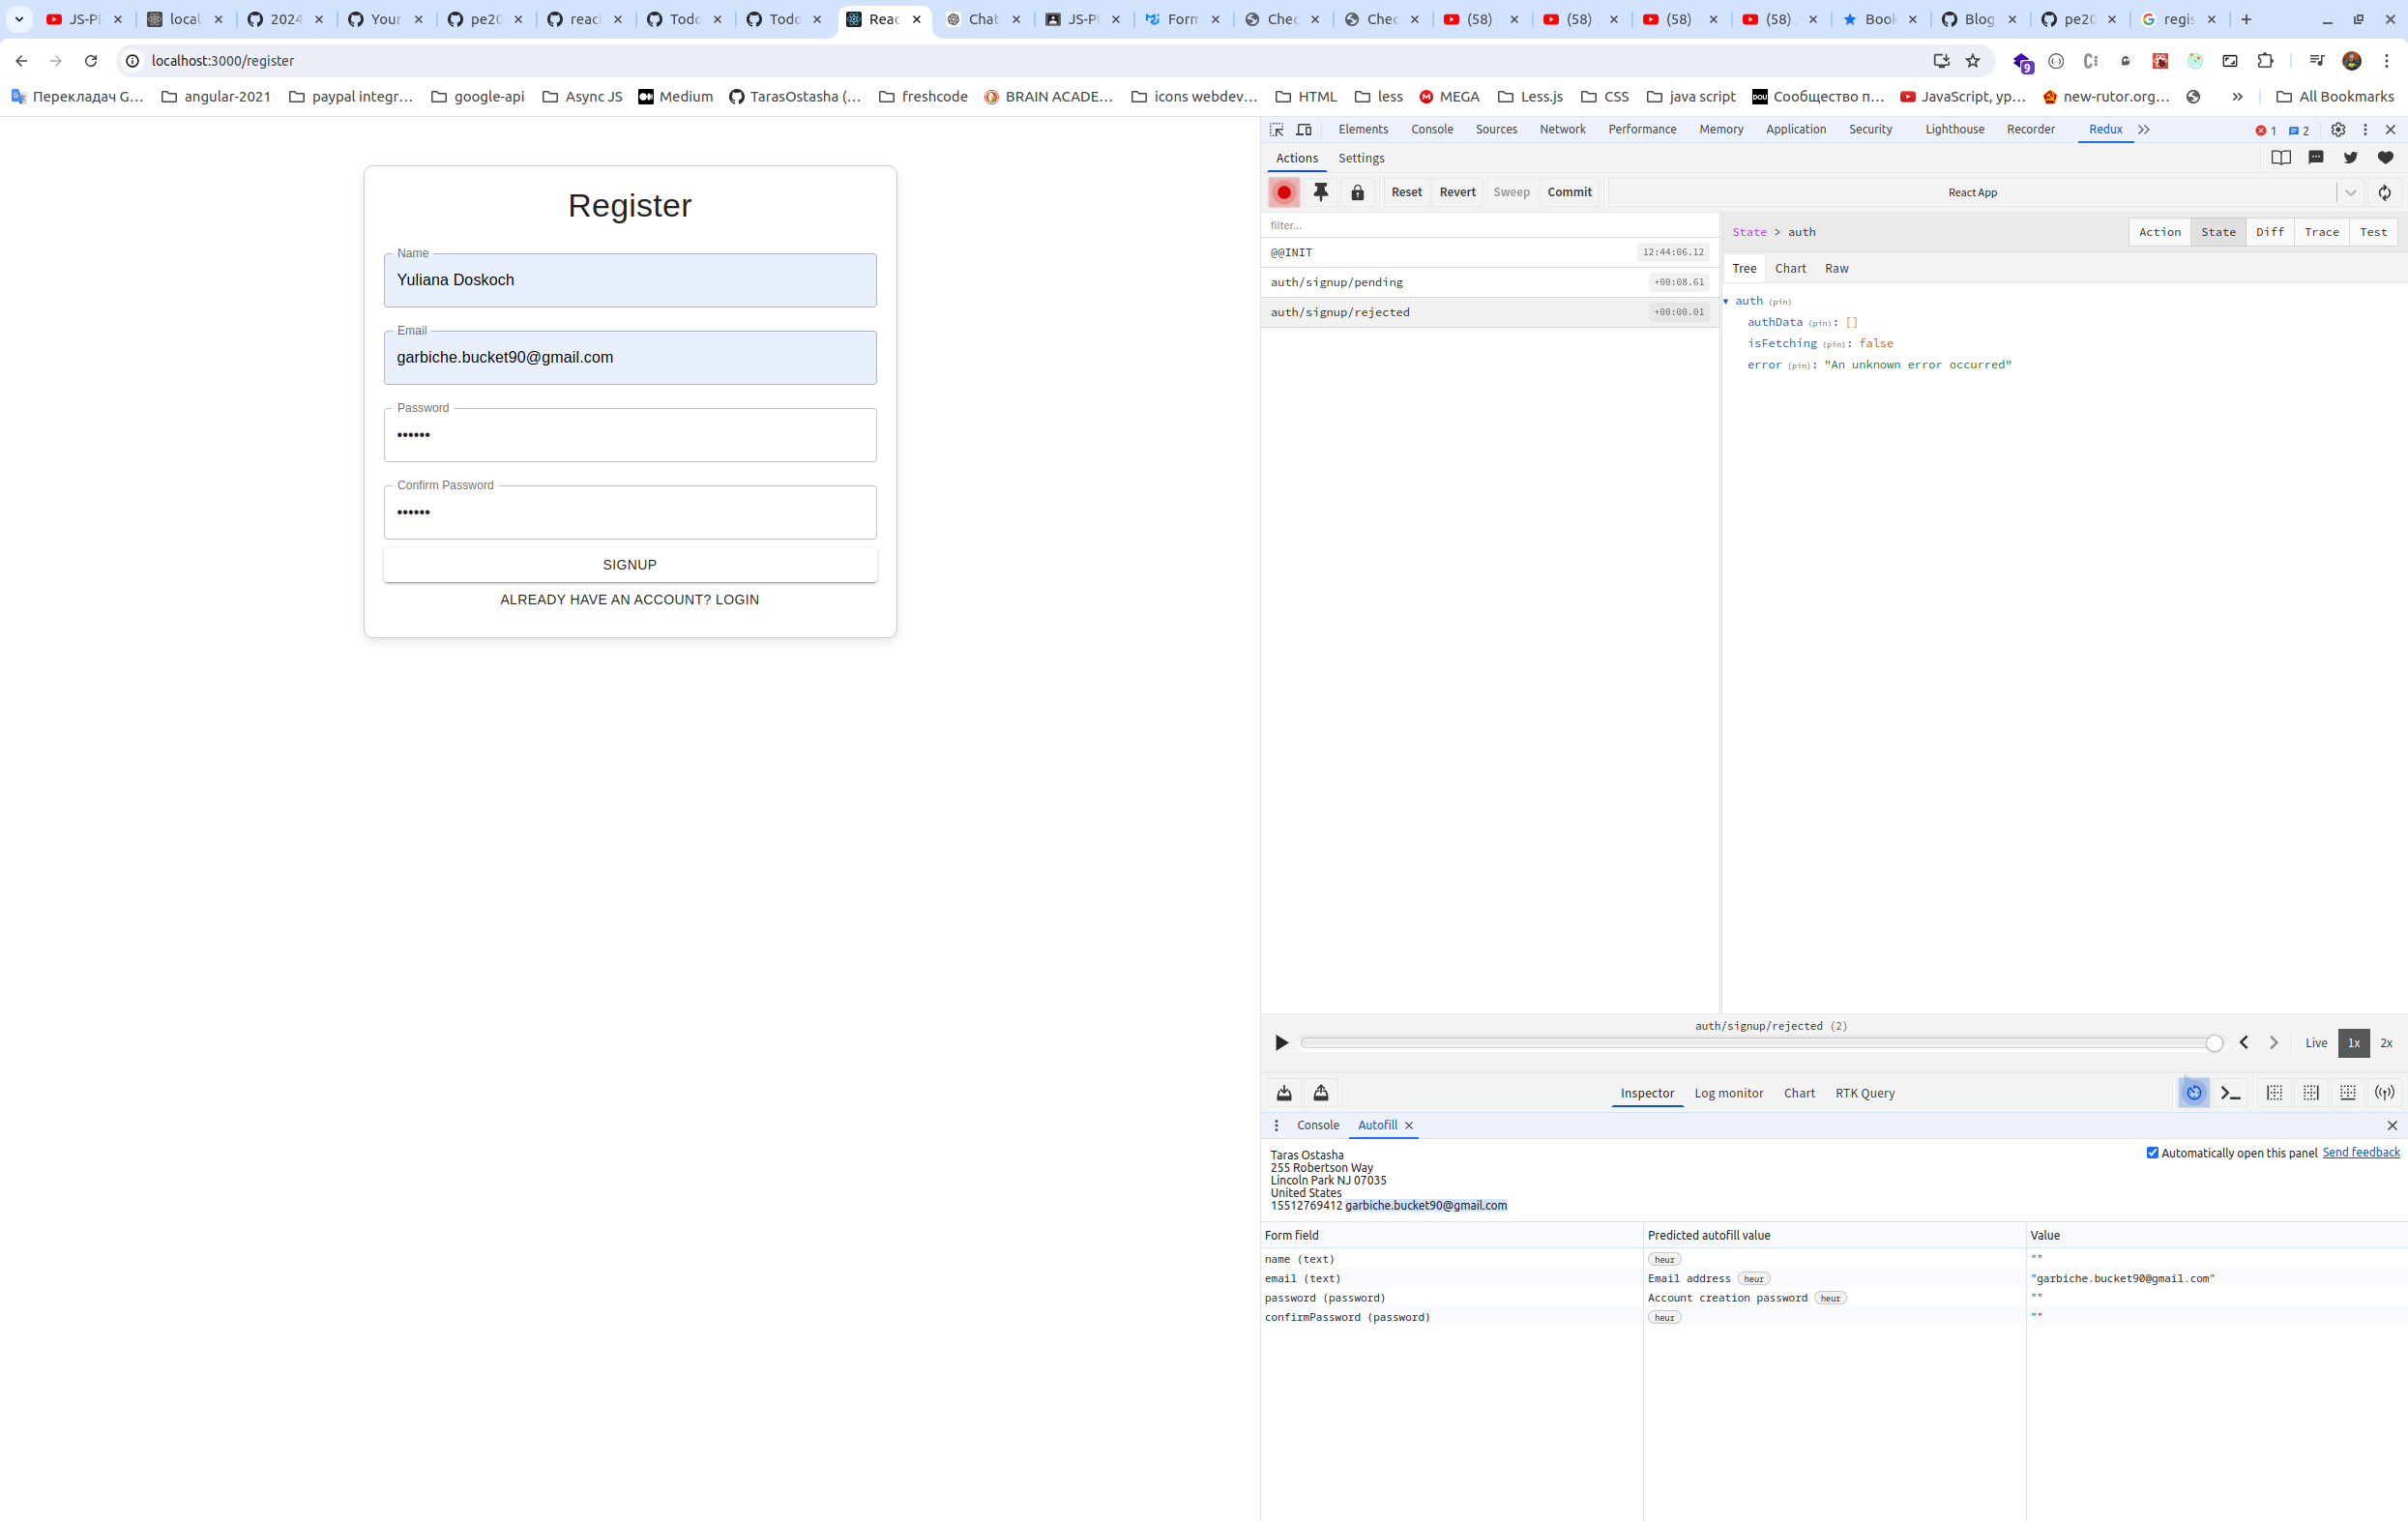 JS-PE
local
2024
Your
pe20
react
Todo
Todo
Reac
Chat
JS-PE
Form
Chec
Chec
(58)
(58)
(58)
(58)
Book
Blog
pe20
regis
localhost:3000/register
9
Перекладач G...
angular-2021
paypal integr...
google-api
Async JS
Medium
TarasOstasha (...
freshcode
BRAIN ACADE...
icons webdev...
HTML
less
MEGA
Less.js
CSS
java script
Сообщество п...
JavaScript, ур...
new-rutor.org...
All Bookmarks
Register
Name
Yuliana Doskoch
Email
garbiche.bucket90@gmail.com
Password
••••••
Confirm Password
••••••
SIGNUP
ALREADY HAVE AN ACCOUNT? LOGIN
Elements Console Sources Network Performance Memory Application Security Lighthouse Recorder Redux 1 2
Actions Settings
Reset Revert Sweep Commit React App
filter...
@@INIT 12:44:06.12
auth/signup/pending +00:08.61
auth/signup/rejected +00:00.01
State > auth
Action State Diff Trace Test
Tree Chart Raw
auth (pin)
authData (pin): []
isFetching (pin): false
error (pin): "An unknown error occurred"
auth/signup/rejected (2)
Live 1x 2x
Inspector Log monitor Chart RTK Query
Console Autofill
Taras Ostasha
255 Robertson Way
Lincoln Park NJ 07035
United States
15512769412 garbiche.bucket90@gmail.com
Automatically open this panel Send feedback
Form field Predicted autofill value Value
name (text) heur ""
email (text) Email address heur "garbiche.bucket90@gmail.com"
password (password) Account creation password heur ""
confirmPassword (password) heur ""